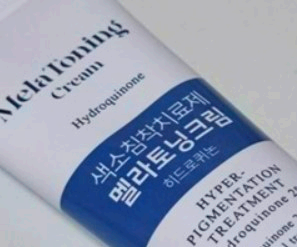 MelaToning
Cream
Hydroquinone
색소침착치료제
멜라토닝크림
히드로퀴논
HYPER-
PIGMENTATION
TREATMENT